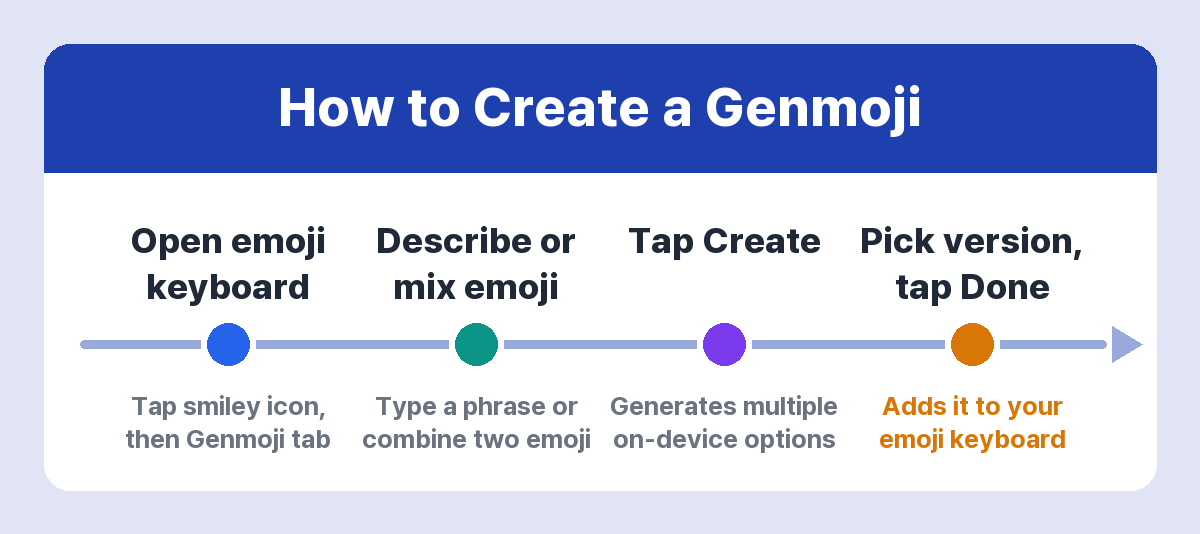 How to Create a Genmoji
Open emoji
keyboard
Tap smiley icon,
then Genmoji tab
Describe or
mix emoji
Type a phrase or
combine two emoji
Tap Create
Generates multiple
on-device options
Pick version,
tap Done
Adds it to your
emoji keyboard